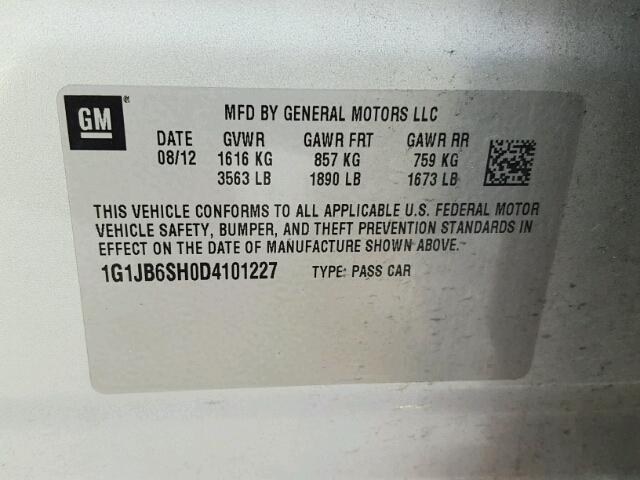 GM®
MFD BY GENERAL MOTORS LLC
DATE GVWR GAWR FRT GAWR RR
08/12 1616 KG 857 KG 759 KG
3563 LB 1890 LB 1673 LB
THIS VEHICLE CONFORMS TO ALL APPLICABLE U.S. FEDERAL MOTOR
VEHICLE SAFETY, BUMPER, AND THEFT PREVENTION STANDARDS IN
EFFECT ON THE DATE OF MANUFACTURE SHOWN ABOVE.
1G1JB6SH0D4101227 TYPE: PASS CAR